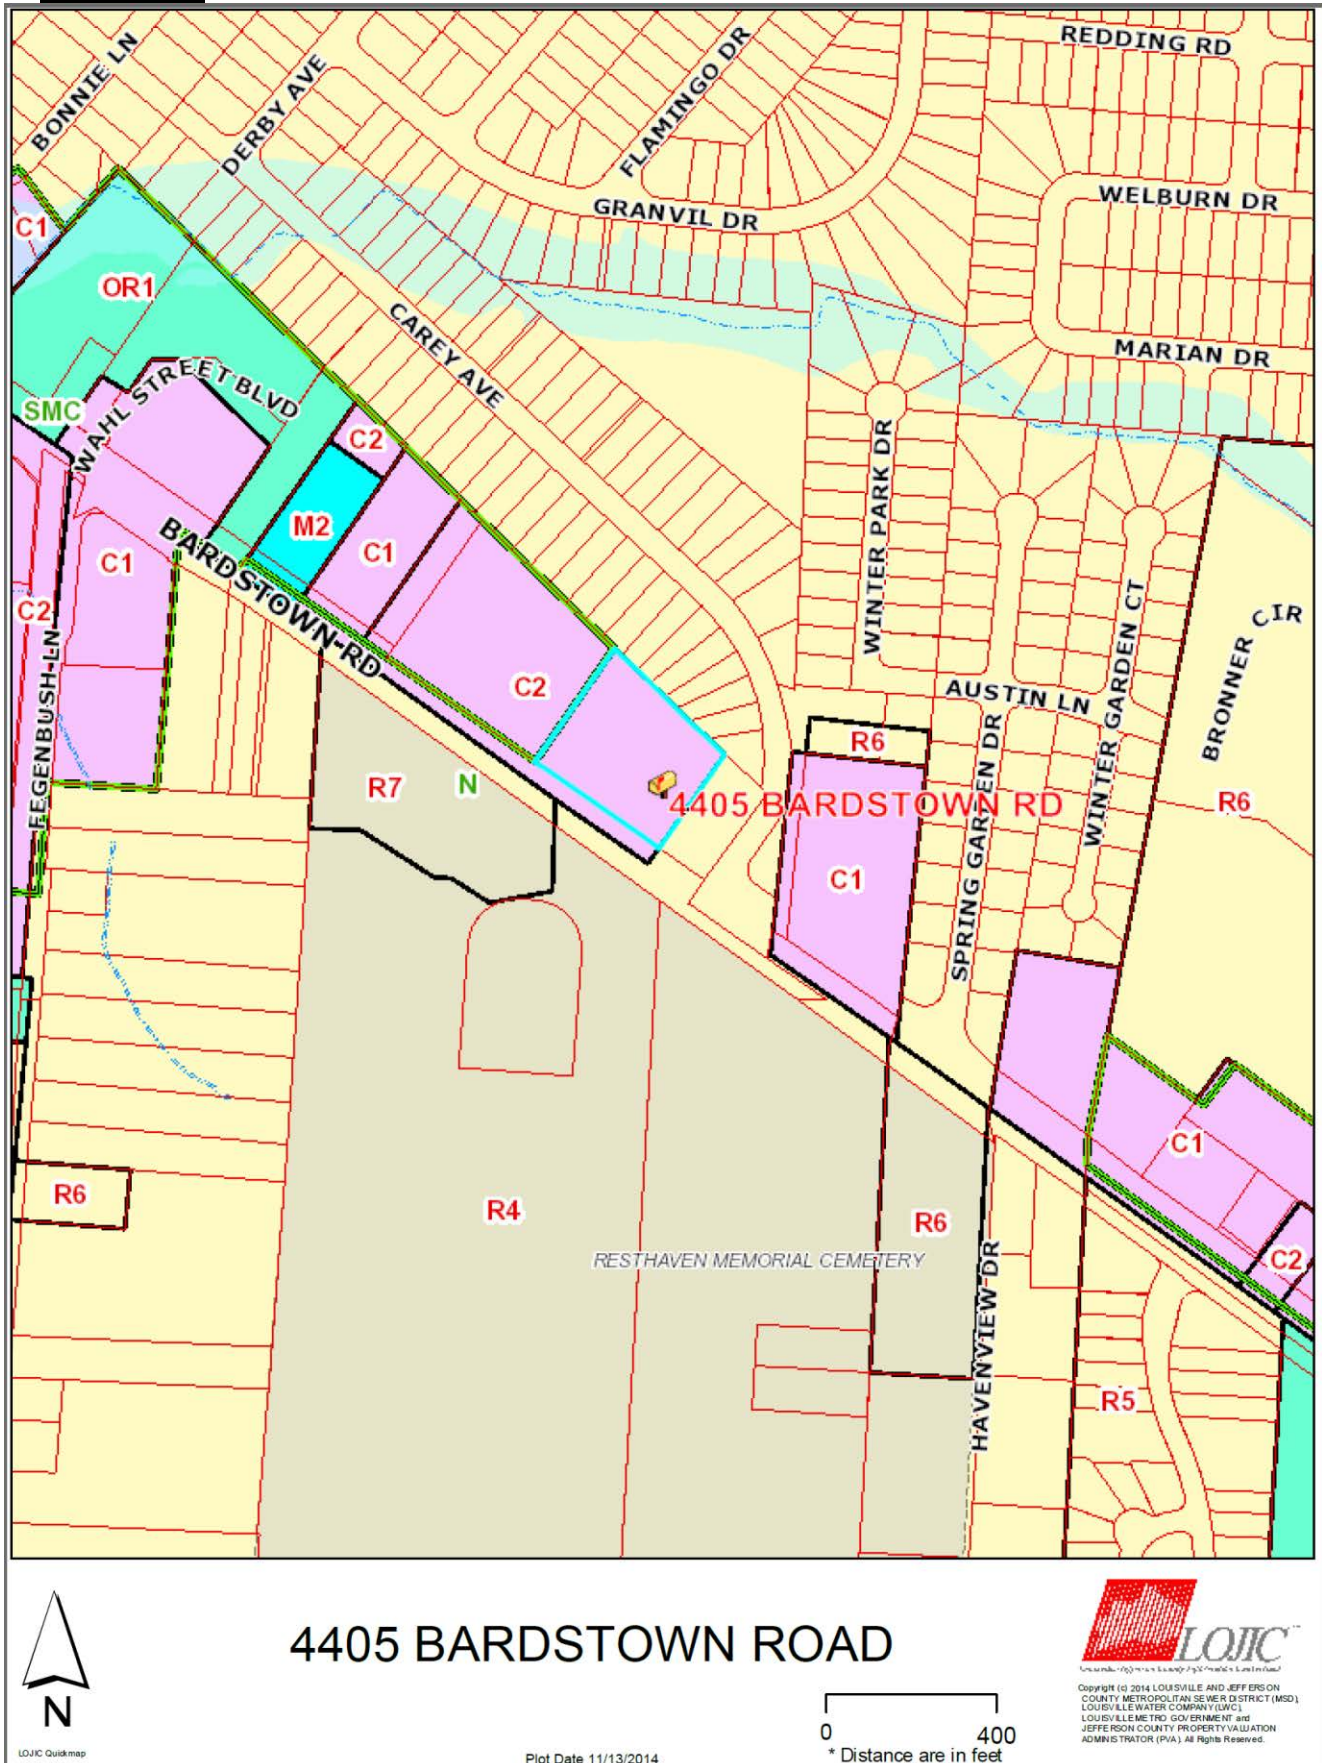 REDDING RD
BONNIE LN
DERBY AVE
FLAMINGO DR
WELBURN DR
GRANVIL DR
C1
OR1
CAREY AVE
MARIAN DR
WAHL STREET BLVD
SMC
C2
WINTER PARK DR
M2
BARDSTOWN RD
C1
C1
C2
FEGENBUSH LN
WINTER GARDEN CT
BRONNER CIR
C2
AUSTIN LN
R6
SPRING GARDEN DR
R7
N
4405 BARDSTOWN RD
R6
C1
C1
R6
R4
R6
RESTHAVEN MEMORIAL CEMETERY
HAVENVIEW DR
C2
R5
4405 BARDSTOWN ROAD
LOJIC
N
0 400
* Distance are in feet
Copyright (c) 2014 LOUISVILLE AND JEFFERSON
COUNTY METROPOLITAN SEWER DISTRICT (MSD),
LOUISVILLE WATER COMPANY (LWC),
LOUISVILLE METRO GOVERNMENT and
JEFFERSON COUNTY PROPERTY VALUATION
ADMINISTRATOR (PVA). All Rights Reserved.
LOJIC Quickmap
Plot Date 11/13/2014